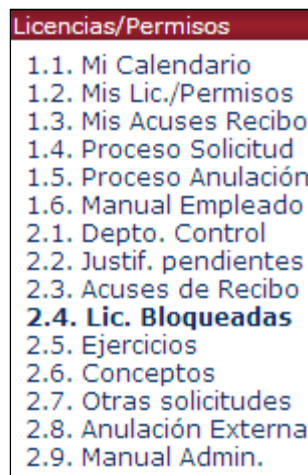 Licencias/Permisos
1.1. Mi Calendario
1.2. Mis Lic./Permisos
1.3. Mis Acuses Recibo
1.4. Proceso Solicitud
1.5. Proceso Anulación
1.6. Manual Empleado
2.1. Depto. Control
2.2. Justif. pendientes
2.3. Acuses de Recibo
2.4. Lic. Bloqueadas
2.5. Ejercicios
2.6. Conceptos
2.7. Otras solicitudes
2.8. Anulación Externa
2.9. Manual Admin.